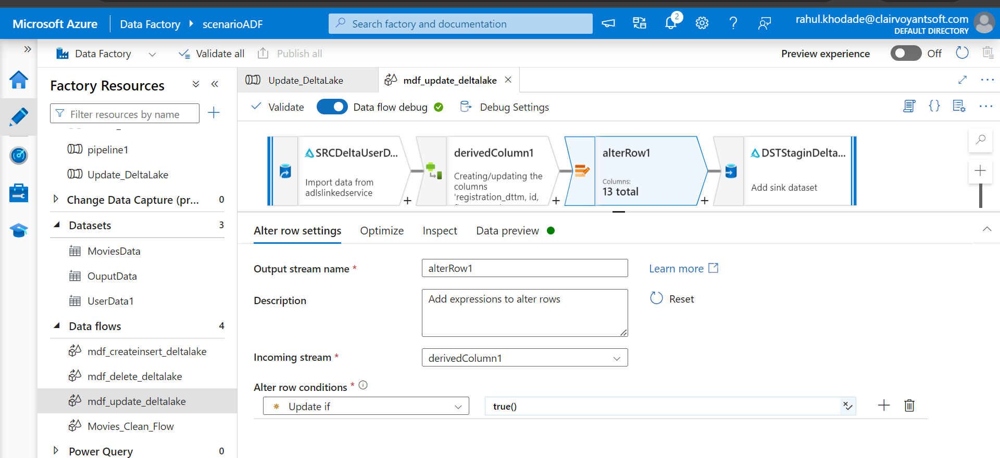 Microsoft Azure
Data Factory
scenarioADF
Search factory and documentation
2
rahul.khodade@clairvoyantsoft.com
DEFAULT DIRECTORY
Data Factory
Validate all
Publish all
Preview experience
Off
Factory Resources
Filter resources by name
pipeline1
Update_DeltaLake
Change Data Capture (pr...
0
Datasets
3
MoviesData
OuputData
UserData1
Data flows
4
mdf_createinsert_deltalake
mdf_delete_deltalake
mdf_update_deltalake
Movies_Clean_Flow
Power Query
0
Update_DeltaLake
mdf_update_deltalake
Validate
Data flow debug
Debug Settings
SRCDeltaUserD...
Import data from
adlslinkedservice
+
derivedColumn1
Creating/updating the
columns
'registration_dttm, id,
+
alterRow1
Columns:
13 total
+
DSTStaginDelta...
Add sink dataset
Alter row settings
Optimize
Inspect
Data preview
Output stream name *
alterRow1
Learn more
Description
Add expressions to alter rows
Reset
Incoming stream *
derivedColumn1
Alter row conditions *
Update if
true()